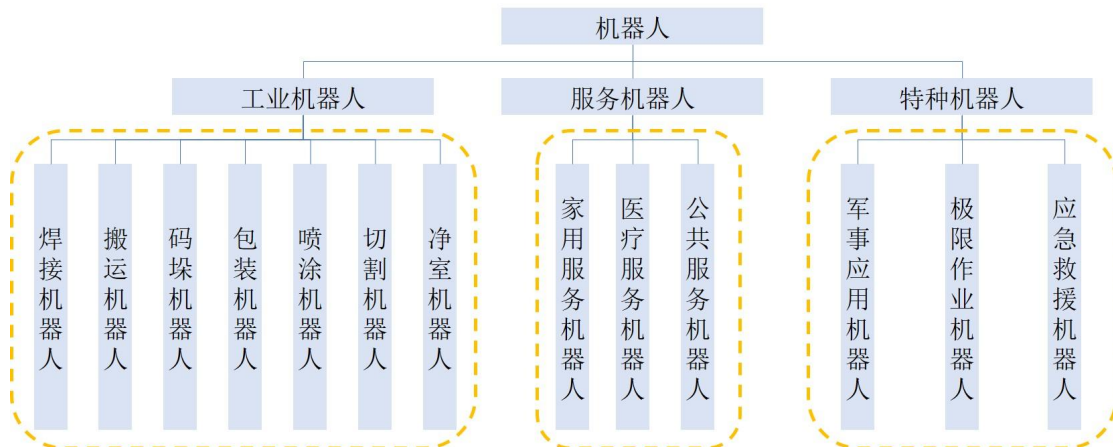 机器人
工业机器人
服务机器人
特种机器人
焊接机器人
搬运机器人
码垛机器人
包装机器人
喷涂机器人
切割机器人
净室机器人
家用服务机器人
医疗服务机器人
公共服务机器人
军事应用机器人
极限作业机器人
应急救援机器人